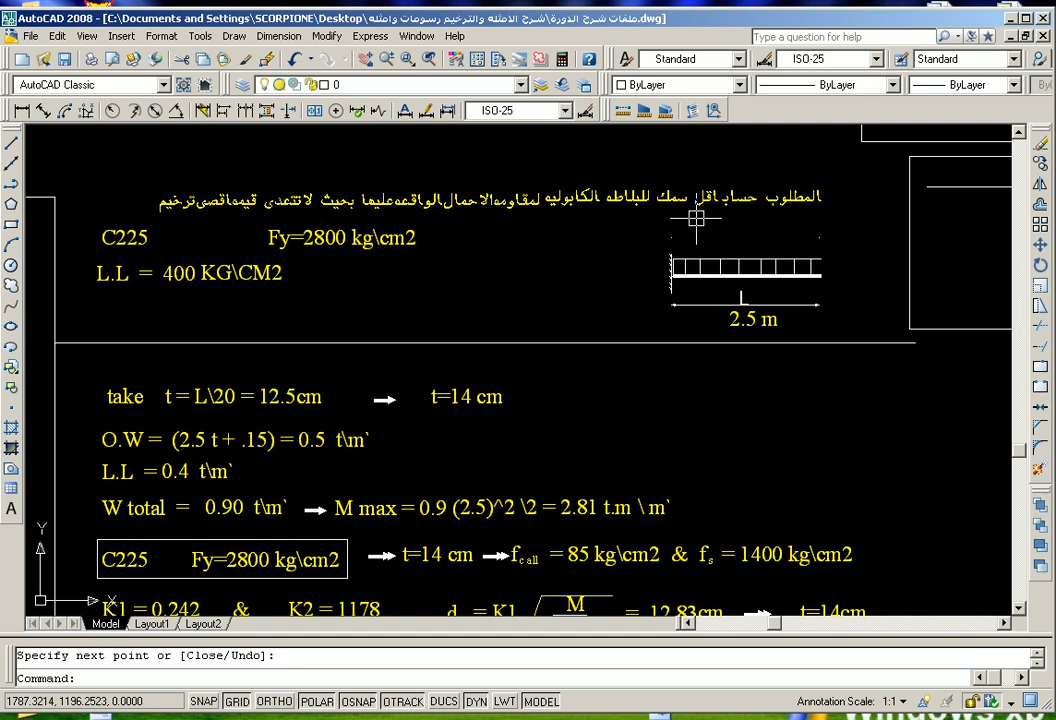 AutoCAD 2008 - [C:\Documents and Settings\SCORPIONE\Desktop\ملفات شرح الدورة\شرح الامثله والترخيم رسومات وامثله.dwg]
File Edit View Insert Format Tools Draw Dimension Modify Express Window Help
Type a question for help
Standard ISO-25 Standard
AutoCAD Classic 0 ByLayer ByLayer ByLayer
ISO-25
المطلوب حساب اقل سمك للبلاطه الكابوليه لمقاومه الاحمال الواقعه عليها بحيث لاتتعدى قيمه اقصى ترخيم
C225 Fy=2800 kg\cm2
L.L = 400 KG\CM2
L
2.5 m
take t = L\20 = 12.5cm t=14 cm
O.W = (2.5 t + .15) = 0.5 t\m`
L.L = 0.4 t\m`
W total = 0.90 t\m` M max = 0.9 (2.5)^2 \2 = 2.81 t.m \ m`
C225 Fy=2800 kg\cm2 t=14 cm fc all = 85 kg\cm2 & fs = 1400 kg\cm2
K1 = 0.242 & K2 = 1178 d = K1 M = 12.83cm t=14cm
Y
X
Model Layout1 Layout2
Specify next point or [Close/Undo]:
Command:
1787.3214, 1196.2523, 0.0000 SNAP GRID ORTHO POLAR OSNAP OTRACK DUCS DYN LWT MODEL Annotation Scale: 1:1